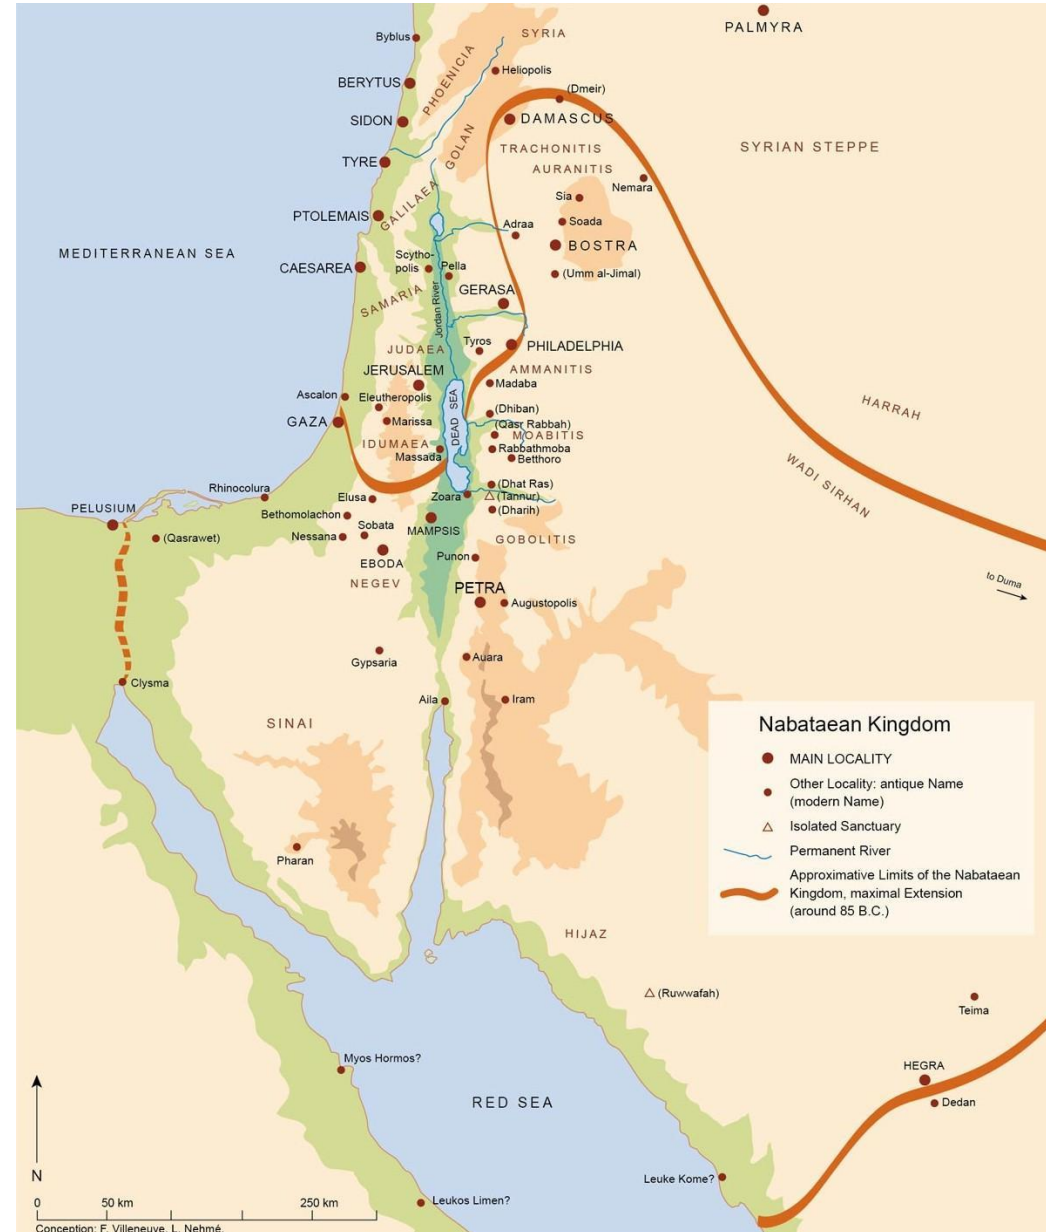 PALMYRA
SYRIA
Byblus
PHOENICIA
Heliopolis
BERYTUS
(Dmeir)
SIDON
DAMASCUS
GOLAN
TRACHONITIS
SYRIAN STEPPE
TYRE
AURANITIS
Nemara
GALILAEA
Sia
PTOLEMAIS
Soada
Adraa
MEDITERRANEAN SEA
BOSTRA
Scytho-
polis
Pella
CAESAREA
(Umm al-Jimal)
GERASA
SAMARIA
Jordan River
Tyros
PHILADELPHIA
JUDAEA
JERUSALEM
AMMANITIS
Madaba
Ascalon
Eleutheropolis
DEAD SEA
HARRAH
(Dhiban)
GAZA
Marissa
(Qasr Rabbah)
MOABITIS
IDUMAEA
Massada
Rabbathmoba
Betthoro
WADI SIRHAN
Rhinocolura
Elusa
Zoara
(Dhat Ras)
(Tannur)
PELUSIUM
Bethomolachon
MAMPSIS
(Dharih)
(Qasrawet)
Nessana
Sobata
GOBOLITIS
EBODA
Punon
NEGEV
PETRA
to Duma
Augustopolis
Gypsaria
Auara
Clysma
Aila
Iram
SINAI
Pharan
Nabataean Kingdom
MAIN LOCALITY
Other Locality: antique Name
(modern Name)
Isolated Sanctuary
Permanent River
Approximative Limits of the Nabataean
Kingdom, maximal Extension
(around 85 B.C.)
HIJAZ
(Ruwwafah)
Teima
Myos Hormos?
HEGRA
RED SEA
Dedan
Leuke Kome?
Leukos Limen?
N
0 50 km 250 km
Conception: F. Villeneuve, L. Nehmé.